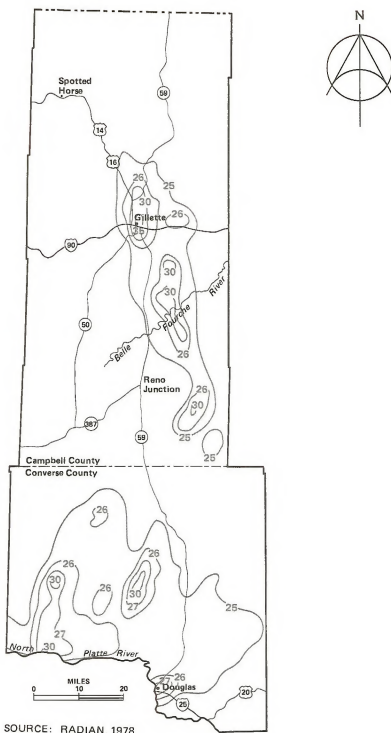 N
59
Spotted
Horse
14
16
26
25
30
Gillette
26
35
90
30
50
30
Belle Fourche River
26
Reno
Junction
26
30
387
59
25
25
Campbell County
Converse County
26
26
26
30
26
30
27
25
27
North Platte River
30
26
27
Douglas
MILES
0 10 20
20
25
SOURCE: RADIAN 1978